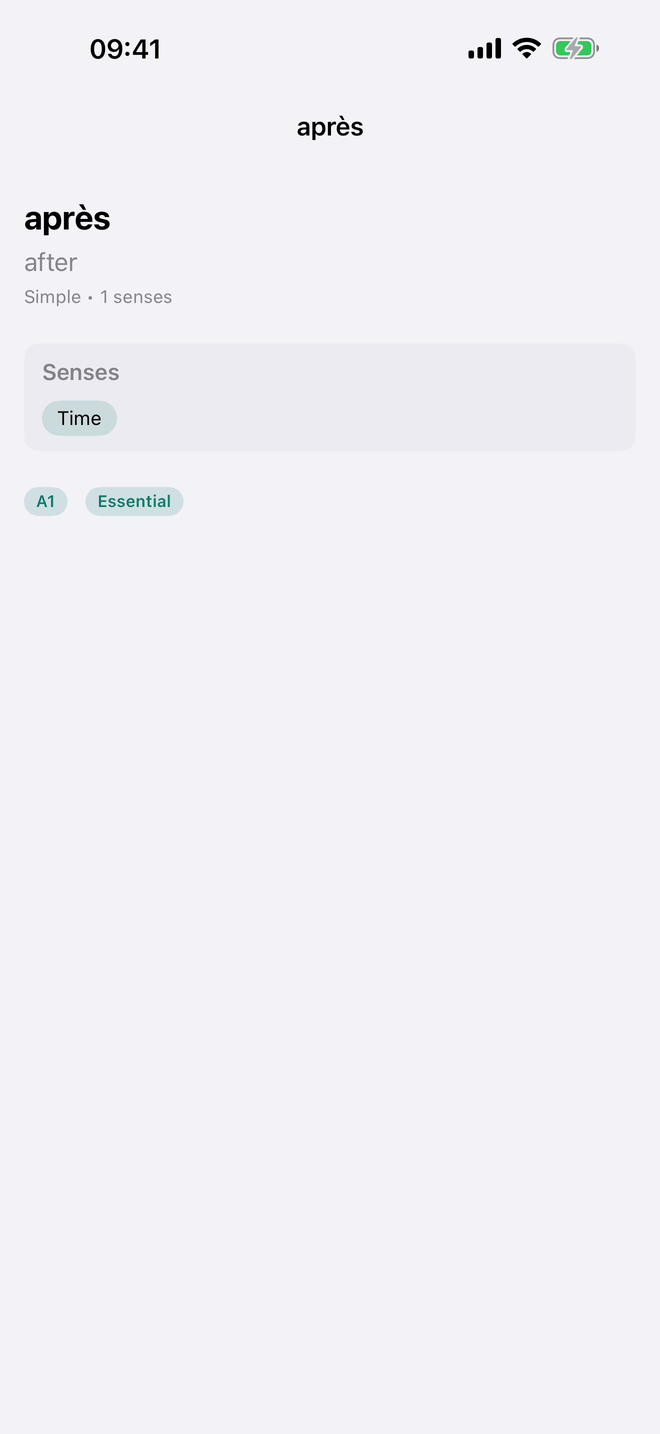 09:41
après
après
after
Simple • 1 senses
Senses
Time
A1 Essential